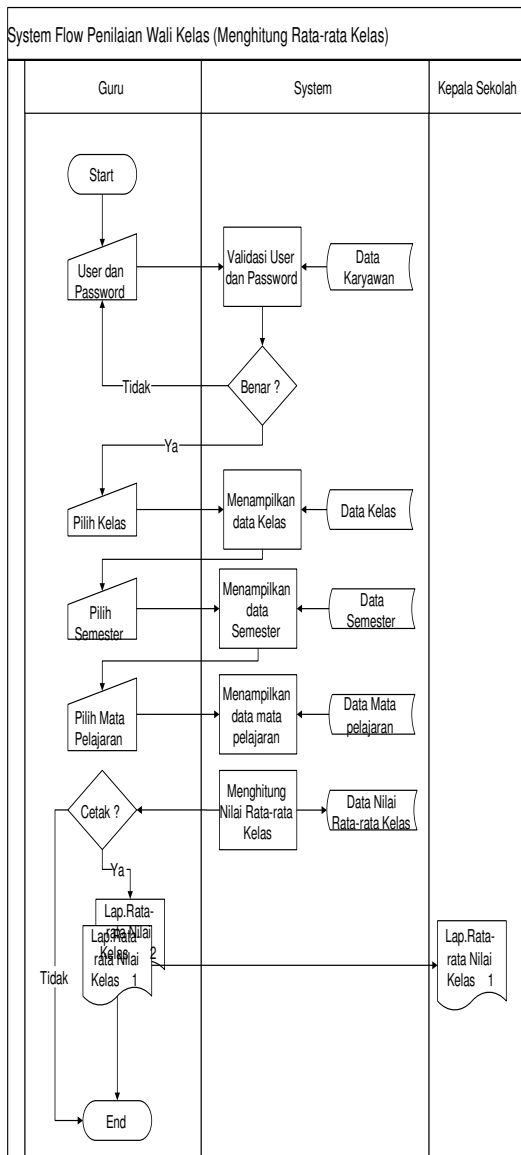 System Flow Penilaian Wali Kelas (Menghitung Rata-rata Kelas)
Guru
System
Kepala Sekolah
Start
User dan
Password
Validasi User
dan Password
Data
Karyawan
Benar ?
Tidak
Ya
Pilih Kelas
Menampilkan
data Kelas
Data Kelas
Pilih
Semester
Menampilkan
data
Semester
Data
Semester
Pilih Mata
Pelajaran
Menampilkan
data mata
pelajaran
Data Mata
pelajaran
Cetak ?
Menghitung
Nilai Rata-rata
Kelas
Data Nilai
Rata-rata Kelas
Ya
Lap.Rata-
rata Nilai
Kelas 2
Lap.Rata-
rata Nilai
Kelas 1
Lap.Rata-
rata Nilai
Kelas 1
Tidak
End